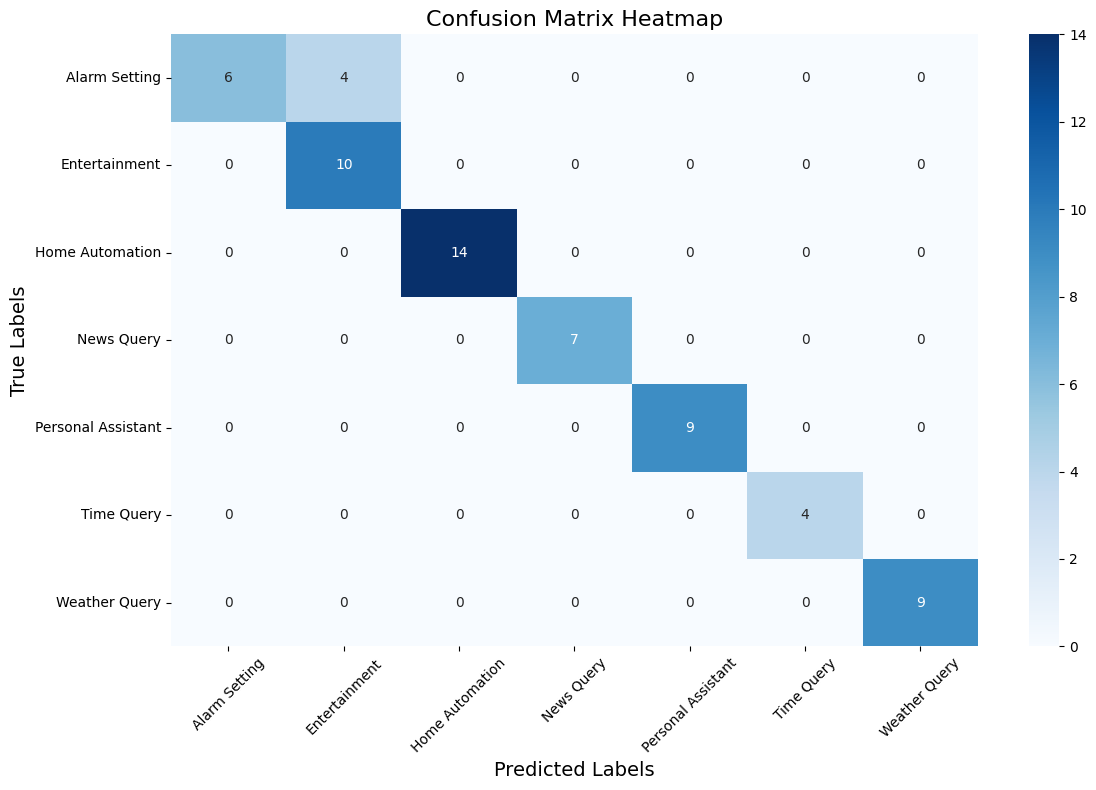 Confusion Matrix Heatmap
True Labels
Alarm Setting 6 4 0 0 0 0 0
Entertainment 0 10 0 0 0 0 0
Home Automation 0 0 14 0 0 0 0
News Query 0 0 0 7 0 0 0
Personal Assistant 0 0 0 0 9 0 0
Time Query 0 0 0 0 0 4 0
Weather Query 0 0 0 0 0 0 9
Alarm Setting
Entertainment
Home Automation
News Query
Personal Assistant
Time Query
Weather Query
Predicted Labels
14
12
10
8
6
4
2
0